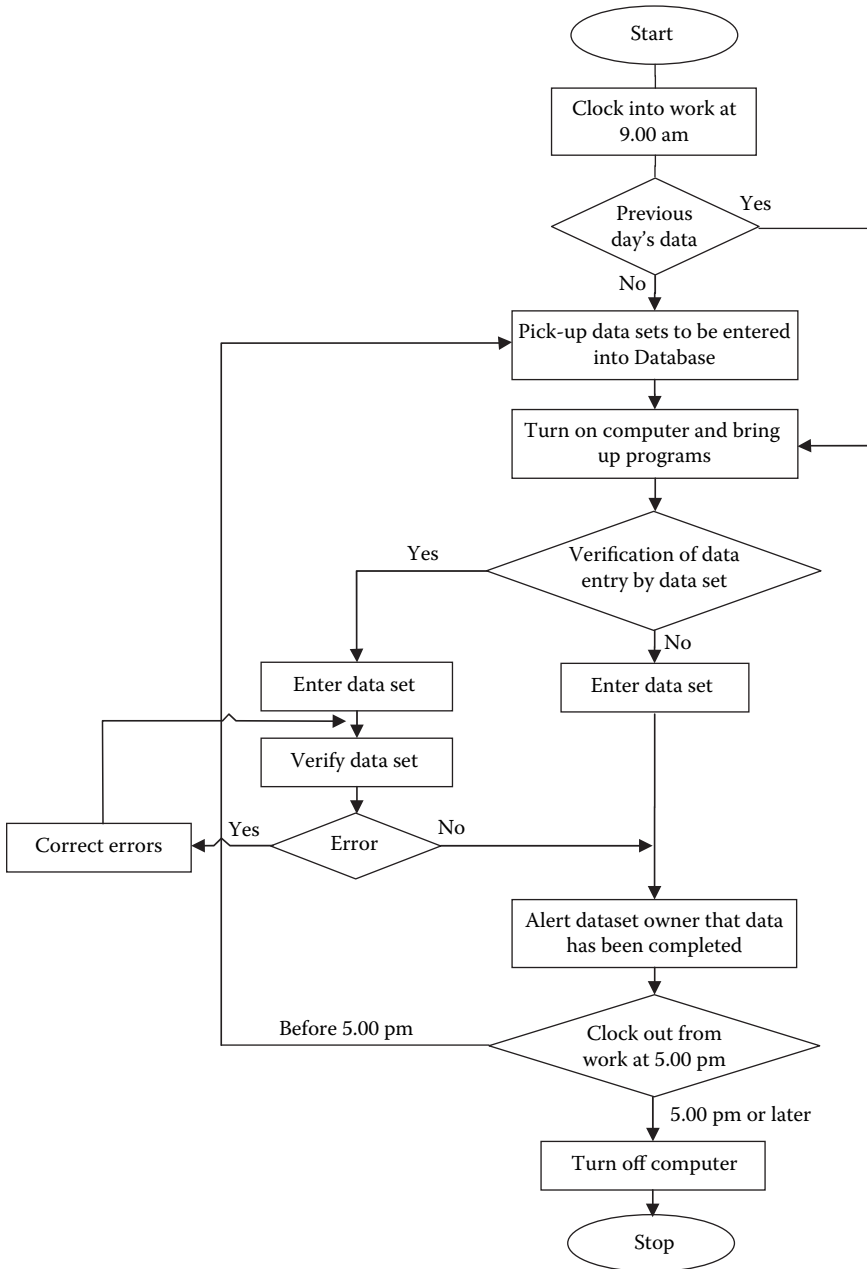 Start
Clock into work at
9.00 am
Previous
day's data
Yes
No
Pick-up data sets to be entered
into Database
Turn on computer and bring
up programs
Verification of data
entry by data set
Yes
No
Enter data set
Enter data set
Verify data set
Error
Yes
No
Correct errors
Alert dataset owner that data
has been completed
Clock out from
work at 5.00 pm
Before 5.00 pm
5.00 pm or later
Turn off computer
Stop